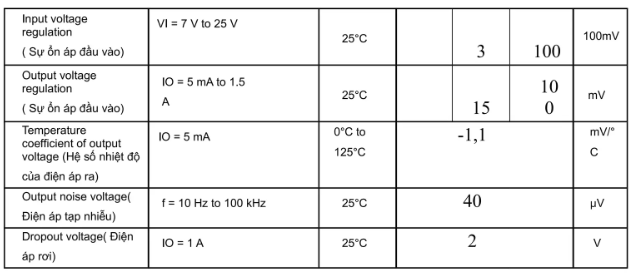 Input voltage
regulation
( Sự ổn áp đầu vào)
VI = 7 V to 25 V
25°C
3
100
100mV
Output voltage
regulation
( Sự ổn áp đầu vào)
IO = 5 mA to 1.5
A
25°C
15
10
0
mV
Temperature
coefficient of output
voltage (Hệ số nhiệt độ
của điện áp ra)
IO = 5 mA
0°C to
125°C
-1,1
mV/°
C
Output noise voltage(
Điện áp tạp nhiễu)
f = 10 Hz to 100 kHz
25°C
40
µV
Dropout voltage( Điện
áp rơi)
IO = 1 A
25°C
2
V